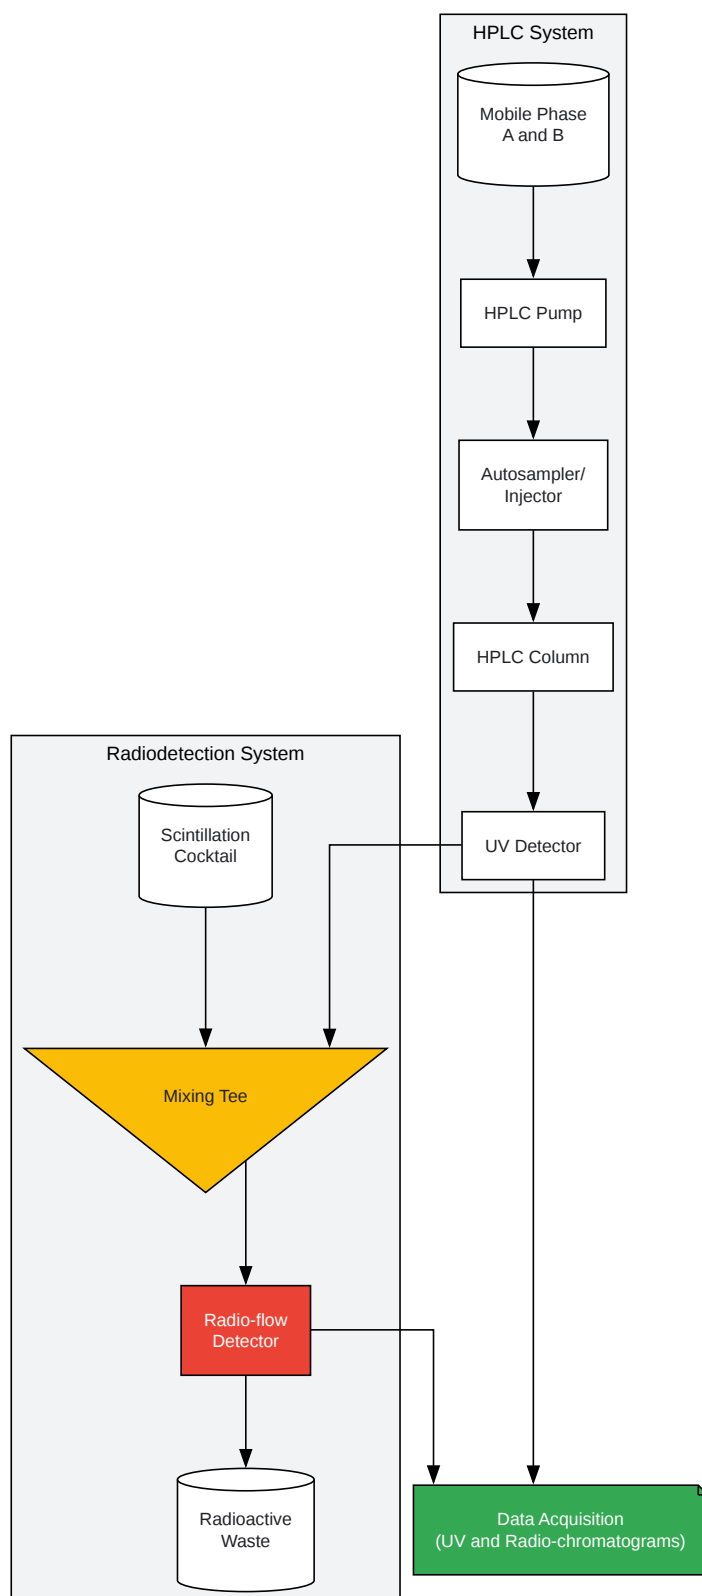 HPLC System
Mobile Phase
A and B
HPLC Pump
Autosampler/
Injector
HPLC Column
UV Detector
Radiodetection System
Scintillation
Cocktail
Mixing Tee
Radio-flow
Detector
Radioactive
Waste
Data Acquisition
(UV and Radio-chromatograms)